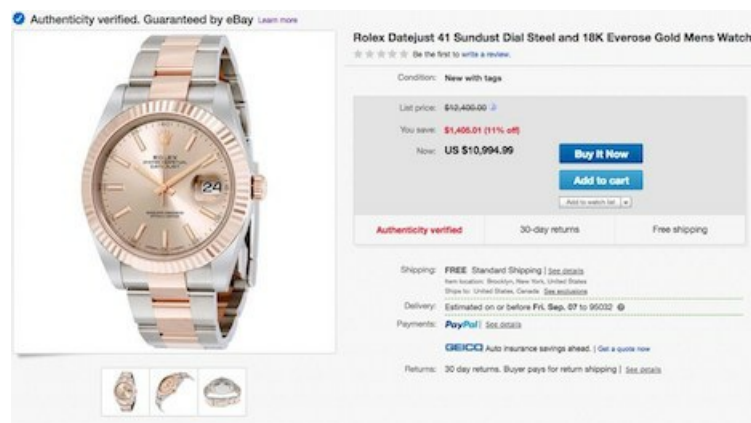 Authenticity verified. Guaranteed by eBay Learn more
Rolex Datejust 41 Sundust Dial Steel and 18K Everose Gold Mens Watch
Be the first to write a review.
Condition: New with tags
List price: $12,400.00
You save: $1,405.01 (11% off)
Now: US $10,994.99
Buy It Now
Add to cart
Add to watch list
Authenticity verified 30-day returns Free shipping
Shipping: FREE Standard Shipping | See details
Item location: Brooklyn, New York, United States
Ships to: United States, Canada See exclusions
Delivery: Estimated on or before Fri. Sep. 07 to 95032
Payments: PayPal | See details
GEICO Auto insurance savings ahead. | Get a quote now
Returns: 30 day returns. Buyer pays for return shipping | See details
ROLEX
24